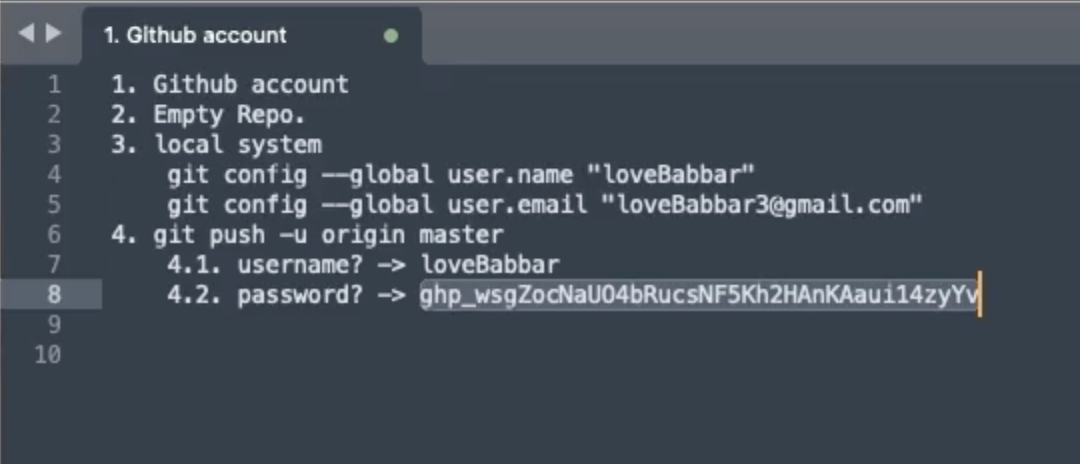 1. Github account
1 1. Github account
2 2. Empty Repo.
3 3. local system
4 git config --global user.name "loveBabbar"
5 git config --global user.email "loveBabbar3@gmail.com"
6 4. git push -u origin master
7 4.1. username? -> loveBabbar
8 4.2. password? ->
9
10